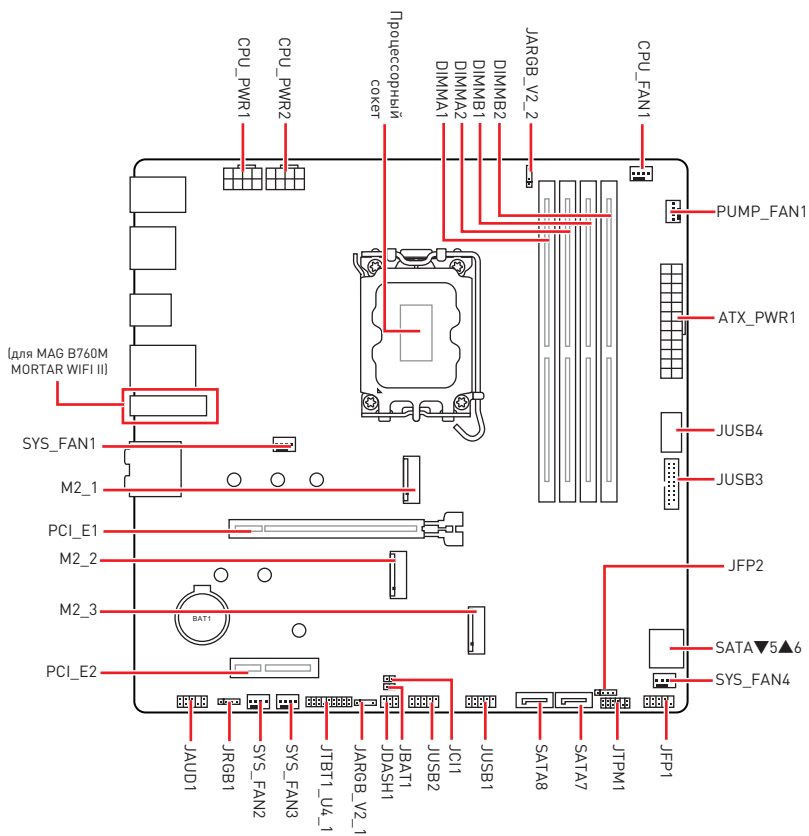 CPU_PWR1
CPU_PWR2
Процессорный
сокет
DIMMA1
DIMMA2
DIMMB1
DIMMB2
JARGB_V2_2
CPU_FAN1
PUMP_FAN1
ATX_PWR1
(для MAG B760M
MORTAR WIFI II)
JUSB4
SYS_FAN1
JUSB3
M2_1
PCI_E1
M2_2
JFP2
M2_3
BAT1
SATA▼5▲6
PCI_E2
SYS_FAN4
JAUD1
JRGB1
SYS_FAN2
SYS_FAN3
JTBT1_U4_1
JARGB_V2_1
JDASH1
JBAT1
JUSB2
JCI1
JUSB1
SATA8
SATA7
JTPM1
JFP1